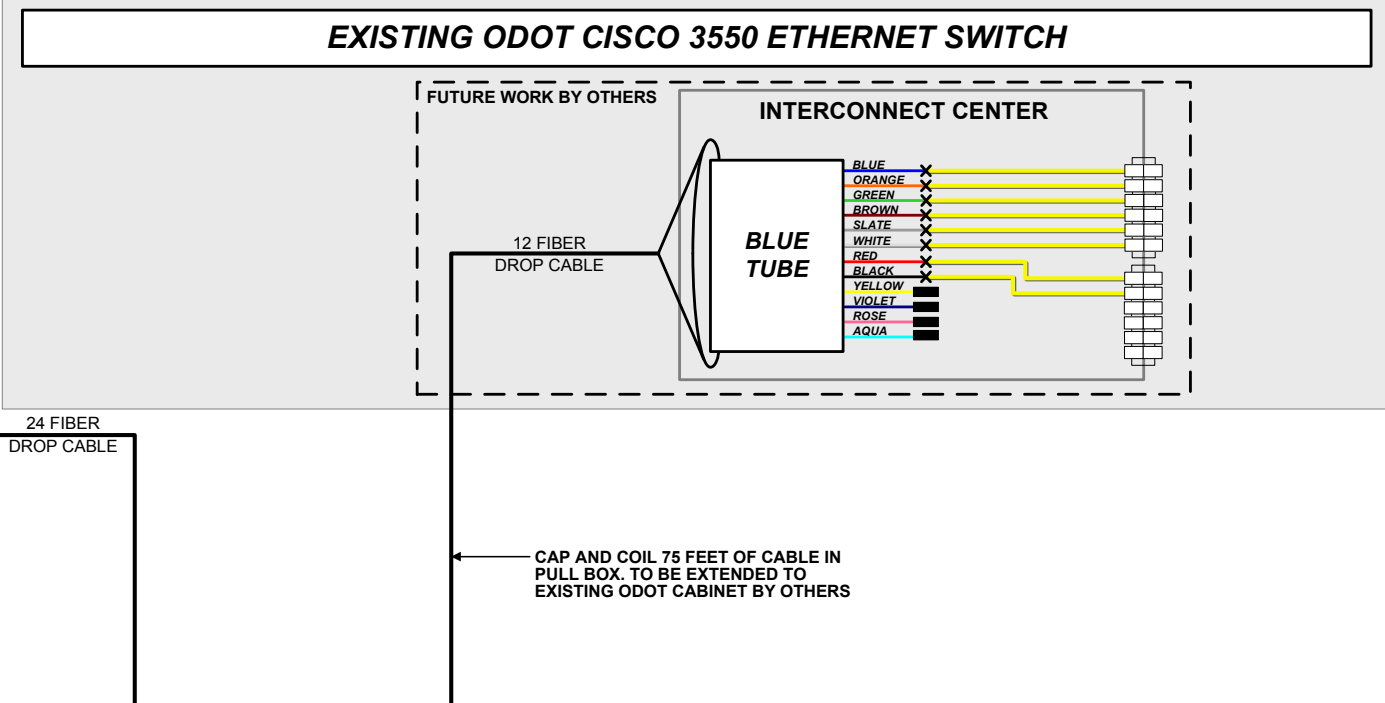 EXISTING ODOT CISCO 3550 ETHERNET SWITCH
FUTURE WORK BY OTHERS
INTERCONNECT CENTER
BLUE
ORANGE
GREEN
BROWN
SLATE
WHITE
RED
BLACK
YELLOW
VIOLET
ROSE
AQUA
BLUE
TUBE
12 FIBER
DROP CABLE
24 FIBER
DROP CABLE
CAP AND COIL 75 FEET OF CABLE IN
PULL BOX. TO BE EXTENDED TO
EXISTING ODOT CABINET BY OTHERS